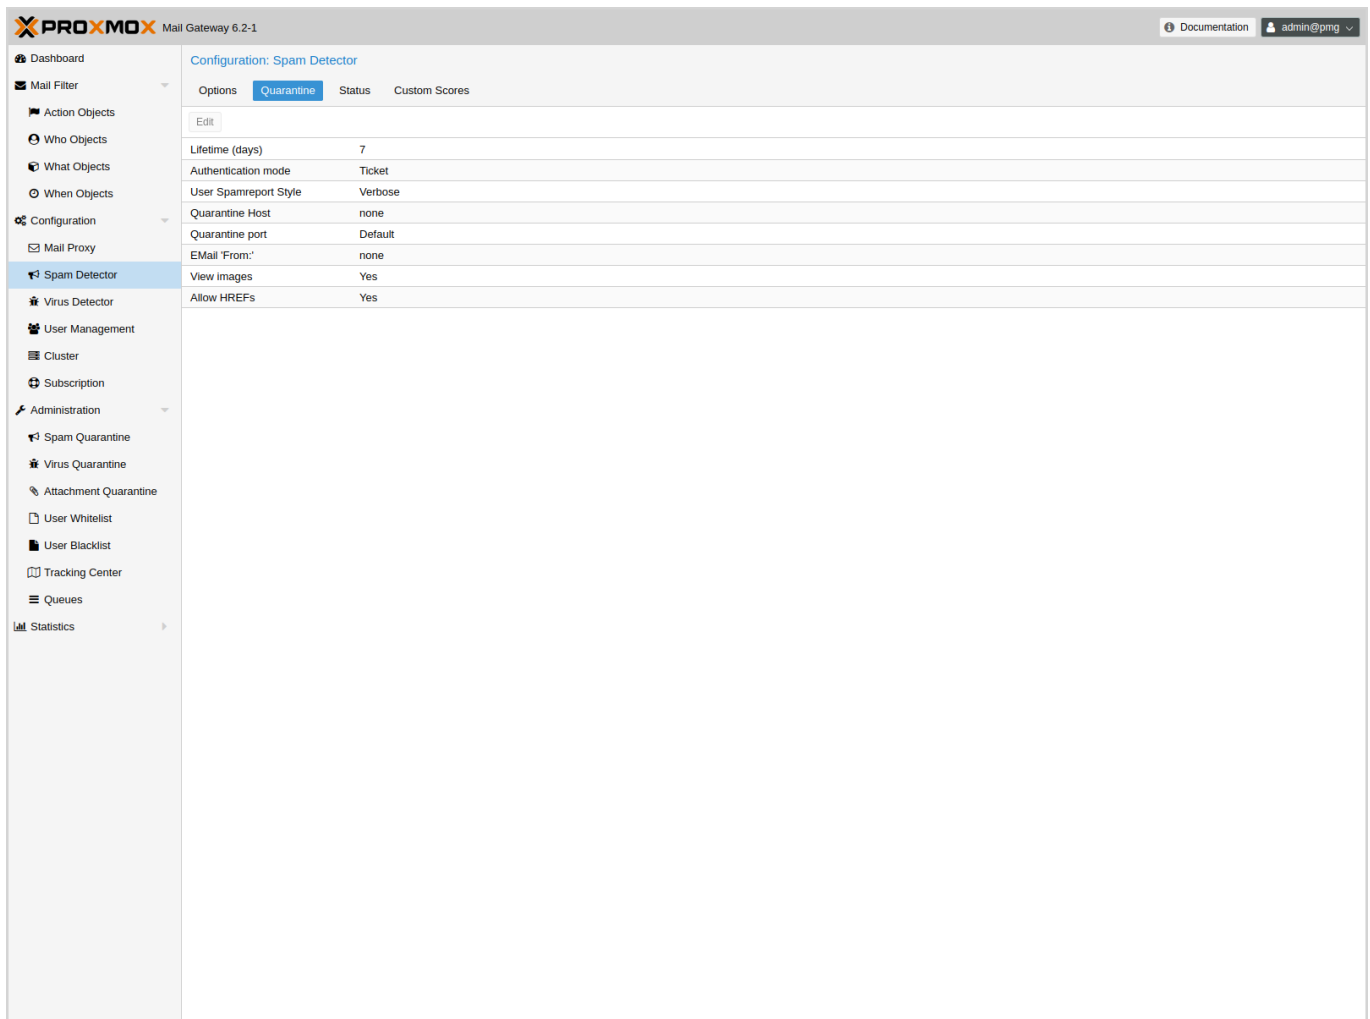 PROXMOX Mail Gateway 6.2-1 Documentation admin@pmg
Dashboard
Mail Filter
Action Objects
Who Objects
What Objects
When Objects
Configuration
Mail Proxy
Spam Detector
Virus Detector
User Management
Cluster
Subscription
Administration
Spam Quarantine
Virus Quarantine
Attachment Quarantine
User Whitelist
User Blacklist
Tracking Center
Queues
Statistics
Configuration: Spam Detector
Options Quarantine Status Custom Scores
Edit
Lifetime (days) 7
Authentication mode Ticket
User Spamreport Style Verbose
Quarantine Host none
Quarantine port Default
EMail 'From:' none
View images Yes
Allow HREFs Yes